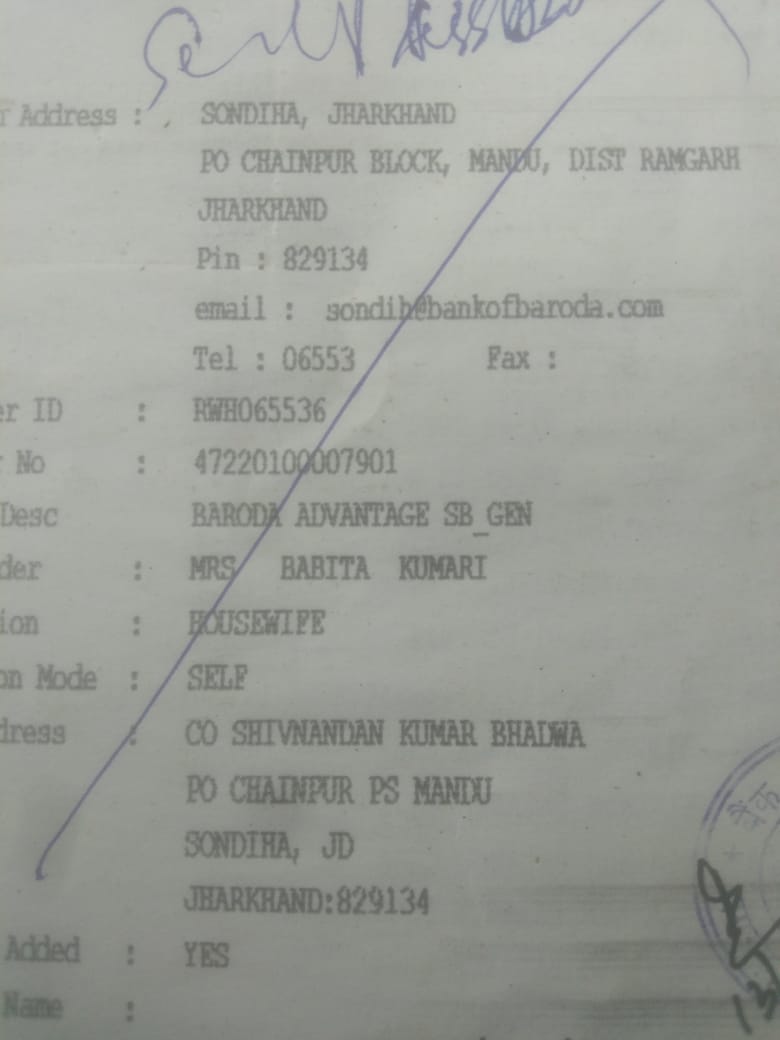 r Address : SONDIHA, JHARKHAND
PO CHAINPUR BLOCK, MANDU, DIST RAMGARH
JHARKHAND
Pin : 829134
email : sondih@bankofbaroda.com
Tel : 06553 Fax :
er ID : RWH065536
r No : 47220100007901
Desc BARODA ADVANTAGE SB_GEN
der : MRS BABITA KUMARI
ion : HOUSEWIFE
on Mode : SELF
dress : CO SHIVNANDAN KUMAR BHADWA
PO CHAINPUR PS MANDU
SONDIHA, JD
JHARKHAND:829134
Added : YES
Name :